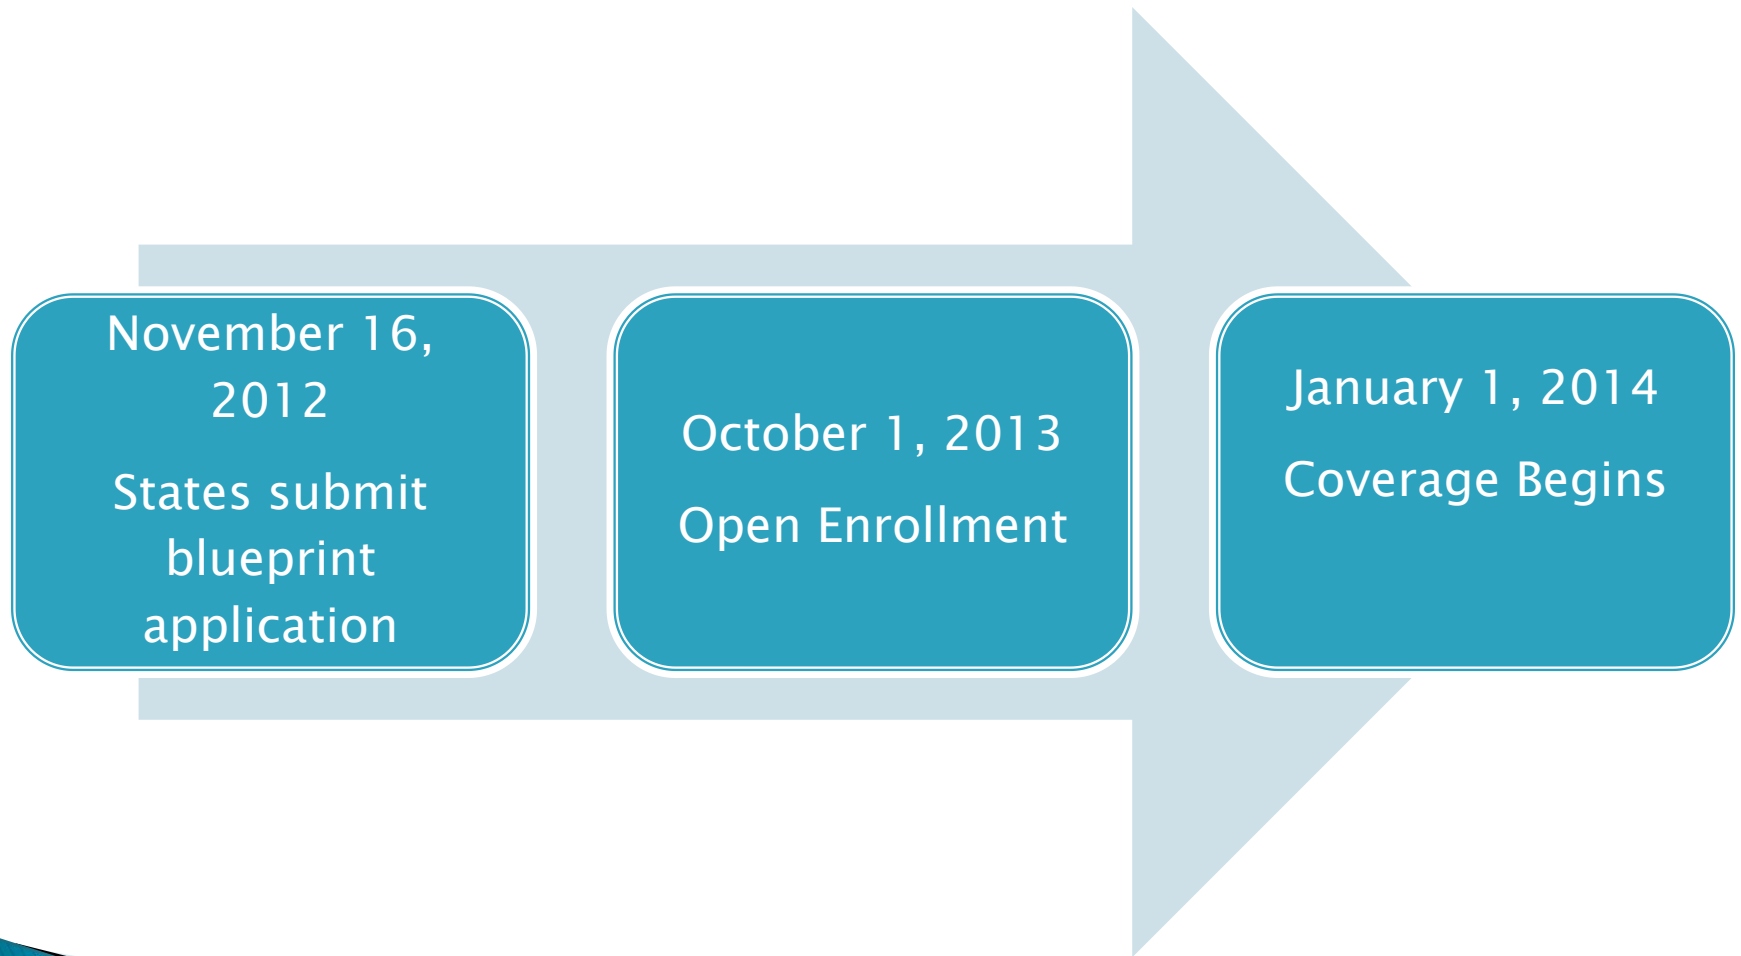 November 16,
2012
States submit
blueprint
application
October 1, 2013
Open Enrollment
January 1, 2014
Coverage Begins